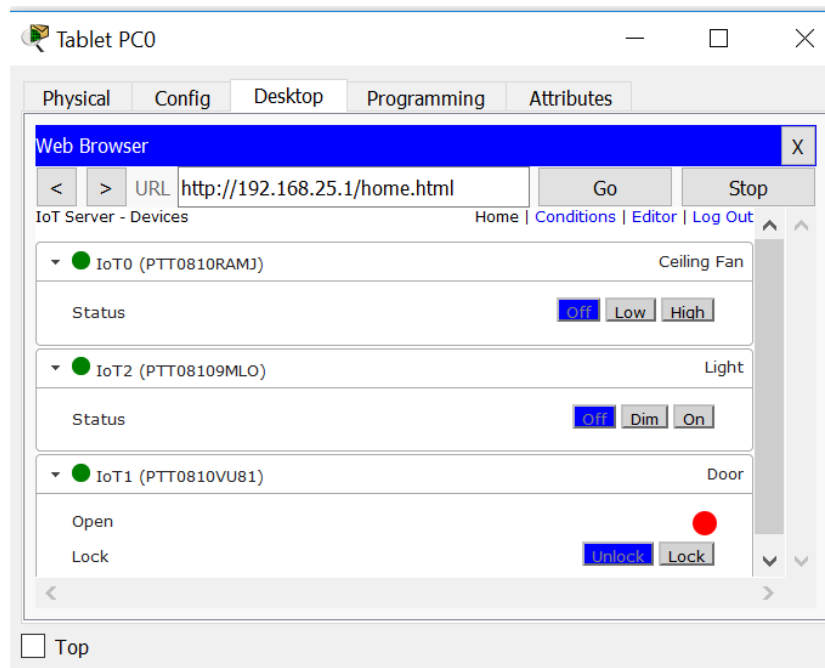 Tablet PC0
Physical Config Desktop Programming Attributes
Web Browser X
< > URL http://192.168.25.1/home.html Go Stop
IoT Server - Devices Home | Conditions | Editor | Log Out
IoT0 (PTT0810RAMJ) Ceiling Fan
Status Off Low High
IoT2 (PTT08109MLO) Light
Status Off Dim On
IoT1 (PTT0810VU81) Door
Open
Lock Unlock Lock
Top